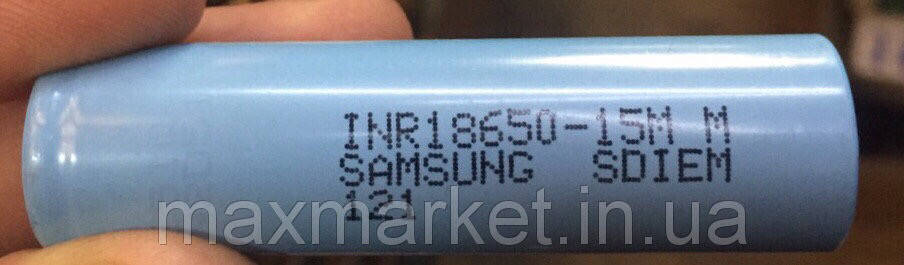 INR18650-15M M
SAMSUNG SDIEM
121
maxmarket.in.ua